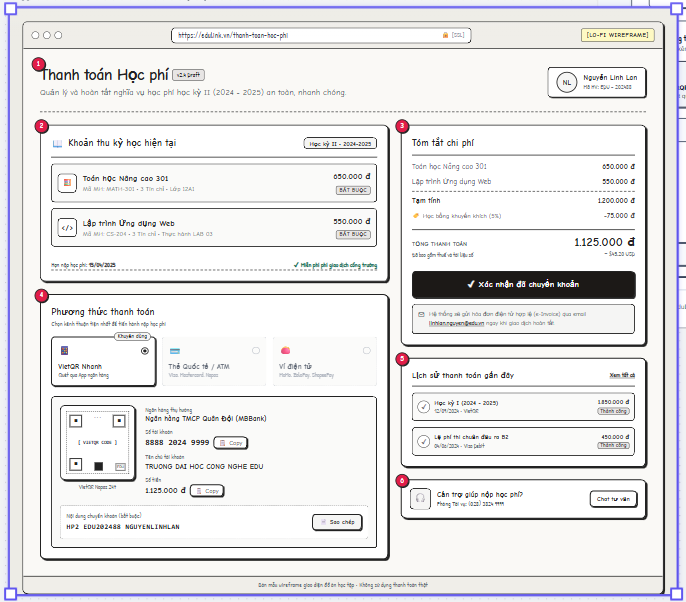 https://edulink.vn/thanh-toan-hoc-phi
[SSL]
[LO-FI WIREFRAME]
1
Thanh toán Học phí
v2.4 Draft
Quản lý và hoàn tất nghĩa vụ học phí học kỳ II (2024 - 2025) an toàn, nhanh chóng.
NL
Nguyễn Linh Lan
Mã HV: EDU - 202488
2
Khoản thu kỳ học hiện tại
Học kỳ II - 2024-2025
Toán học Nâng cao 301
Mã MH: MATH-301 • 3 Tín chỉ • Lớp 12A1
650.000 đ
BẮT BUỘC
</>
Lập trình Ứng dụng Web
Mã MH: CS-204 • 3 Tín chỉ • Thực hành LAB 03
550.000 đ
BẮT BUỘC
Hạn nộp học phí: 15/04/2025
✓ Miễn phí phí giao dịch cổng trường
3
Tóm tắt chi phí
Toán học Nâng cao 301
650.000 đ
Lập trình Ứng dụng Web
550.000 đ
Tạm tính
1.200.000 đ
Học bổng khuyến khích (5%)
-75.000 đ
TỔNG THANH TOÁN
Đã bao gồm thuế và tài liệu số
1.125.000 đ
✓ Xác nhận đã chuyển khoản
Hệ thống sẽ gửi hóa đơn điện tử hợp lệ (e-Invoice) qua email
linhlan.nguyen@edu.vn ngay khi giao dịch hoàn tất.
4
Phương thức thanh toán
Chọn kênh thuận tiện nhất để tiến hành nộp học phí
Khuyên dùng
VietQR Nhanh
Quét qua App ngân hàng
Thẻ Quốc tế / ATM
Visa, Mastercard, Napas
Ví điện tử
MoMo, ZaloPay, ShopeePay
[ VIETQR CODE ]
VietQR Napas 247
Ngân hàng thụ hưởng
Ngân hàng TMCP Quân Đội (MBBank)
Số tài khoản
8888 2024 9999
Copy
Tên chủ tài khoản
TRUONG DAI HOC CONG NGHE EDU
Số tiền
1.125.000 đ
Copy
Nội dung chuyển khoản (bắt buộc)
HP2 EDU202488 NGUYENLINHLAN
Sao chép
5
Lịch sử thanh toán gần đây
Xem tất cả
Học kỳ I (2024 - 2025)
12/09/2024 - VietQR
1.850.000 đ
Thành công
Lệ phí thi chuẩn đầu ra B2
04/06/2024 - Visa Debit
450.000 đ
Thành công
6
Cần trợ giúp nộp học phí?
Phòng Tài vụ: (028) 3824 9999
Chat tư vấn
Bản mẫu wireframe giao diện đồ án học tập - Không sử dụng thanh toán thật